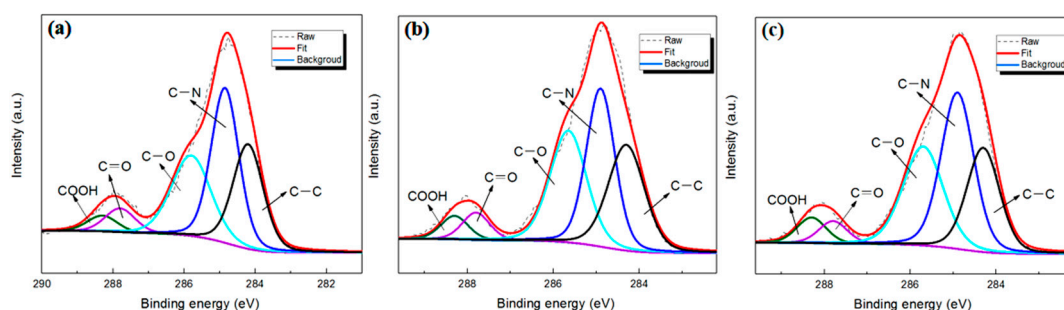 (a)
Raw
Fit
Backgroud
C—N
C—O
C=O
COOH
C—C
Intensity (a.u.)
290 288 286 284 282
Binding energy (eV)
(b)
Raw
Fit
Backgroud
C—N
C—O
C=O
COOH
C—C
Intensity (a.u.)
288 286 284
Binding energy (eV)
(c)
Raw
Fit
Backgroud
C—N
C—O
C=O
COOH
C—C
Intensity (a.u.)
288 286 284
Binding energy (eV)